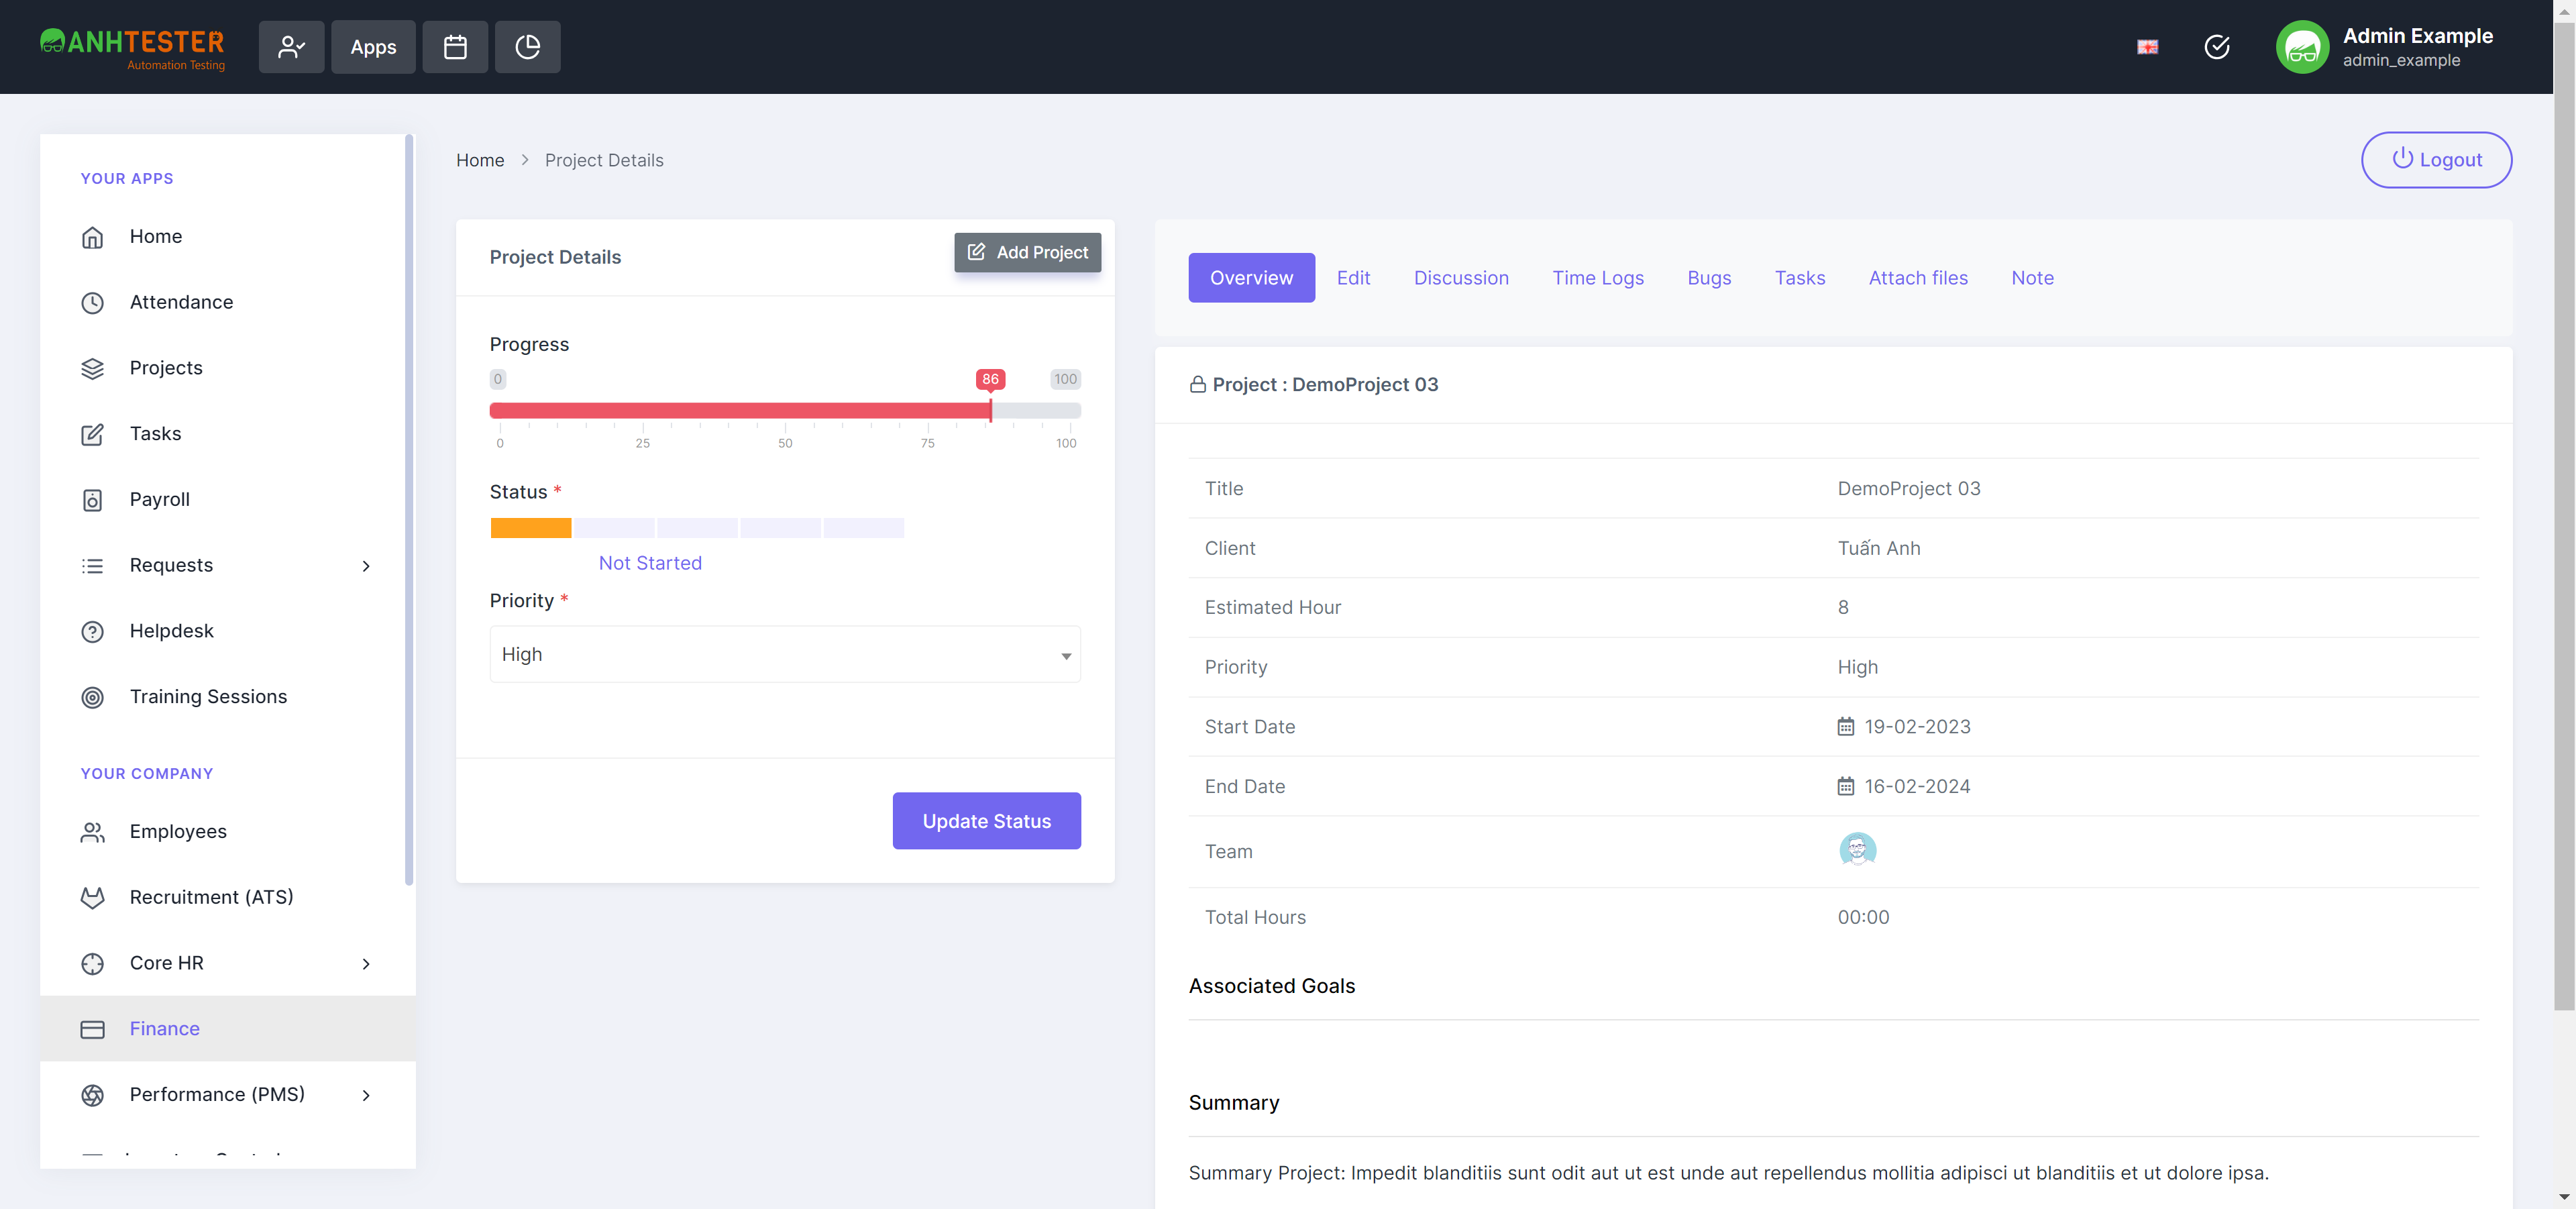 ANHTESTER
Automation Testing
Apps
Admin Example
admin_example
YOUR APPS
Home
Attendance
Projects
Tasks
Payroll
Requests
Helpdesk
Training Sessions
YOUR COMPANY
Employees
Recruitment (ATS)
Core HR
Finance
Performance (PMS)
Home > Project Details
Logout
Project Details
Add Project
Progress
0 86 100
0 25 50 75 100
Status *
Not Started
Priority *
High
Update Status
Overview Edit Discussion Time Logs Bugs Tasks Attach files Note
Project : DemoProject 03
Title DemoProject 03
Client Tuấn Anh
Estimated Hour 8
Priority High
Start Date 19-02-2023
End Date 16-02-2024
Team
Total Hours 00:00
Associated Goals
Summary
Summary Project: Impedit blanditiis sunt odit aut ut est unde aut repellendus mollitia adipisci ut blanditiis et ut dolore ipsa.